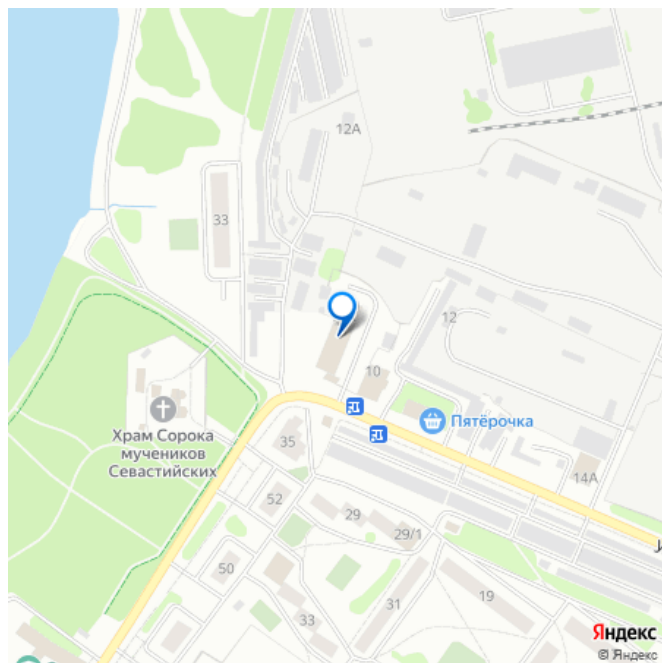 12А
33
12
10
Пятёрочка
Храм Сорока
мучеников
Севастийских
35
14А
52
29
29/1
50
19
31
33
Яндекс
© Яндекс